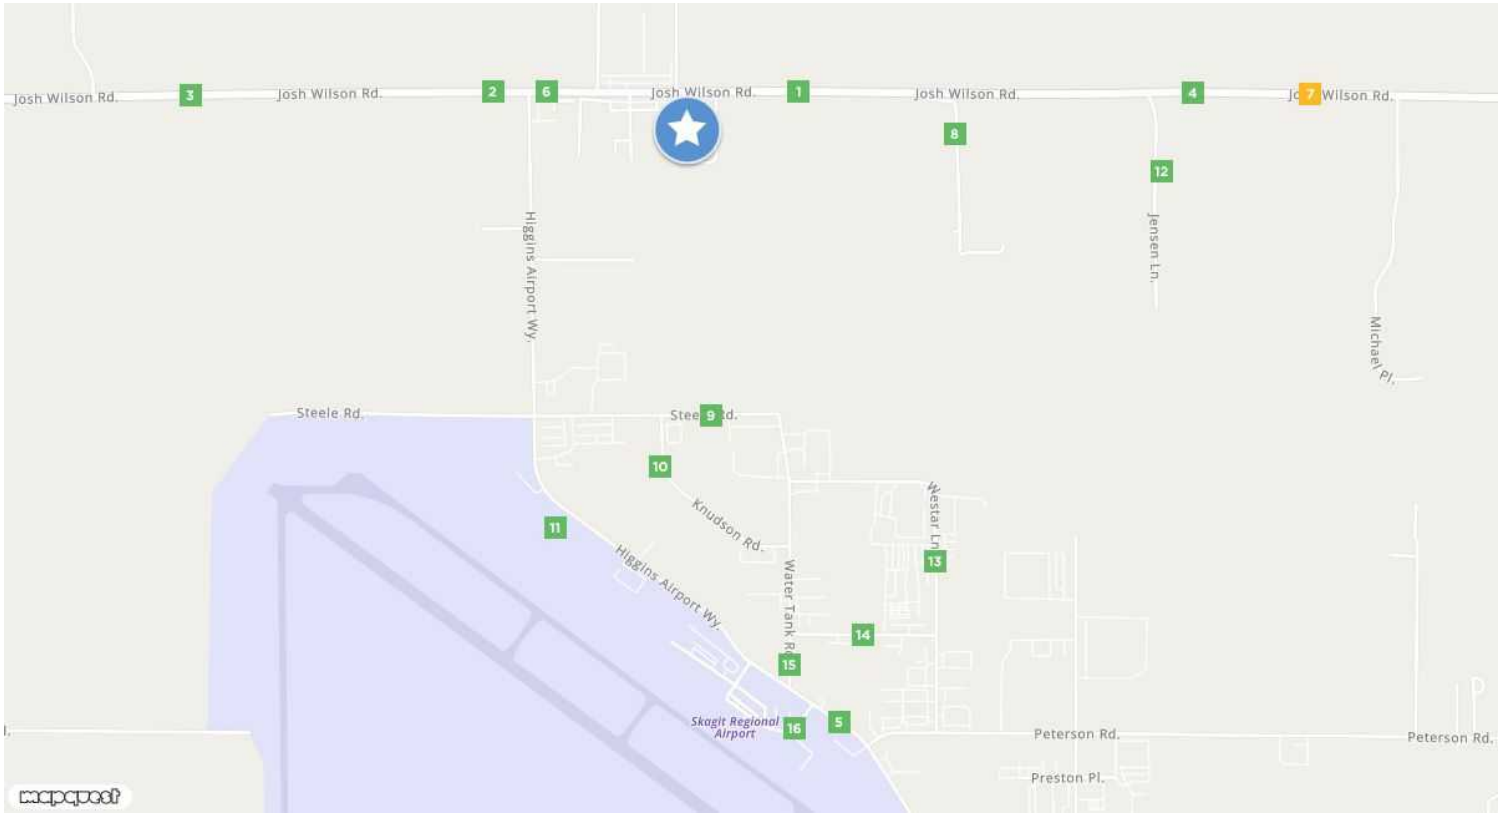 Josh Wilson Rd.
3
Josh Wilson Rd.
2
6
Josh Wilson Rd.
1
Josh Wilson Rd.
4
7
Wilson Rd.
8
12
Higgins Airport Wy.
Jensen Ln.
Michael Pl.
Steele Rd.
9
10
Knudson Rd.
Westar Ln.
11
Higgins Airport Wy.
13
Water Tank Rd.
14
15
Skagit Regional
Airport
16
5
Peterson Rd.
Peterson Rd.
Preston Pl.
mapquest